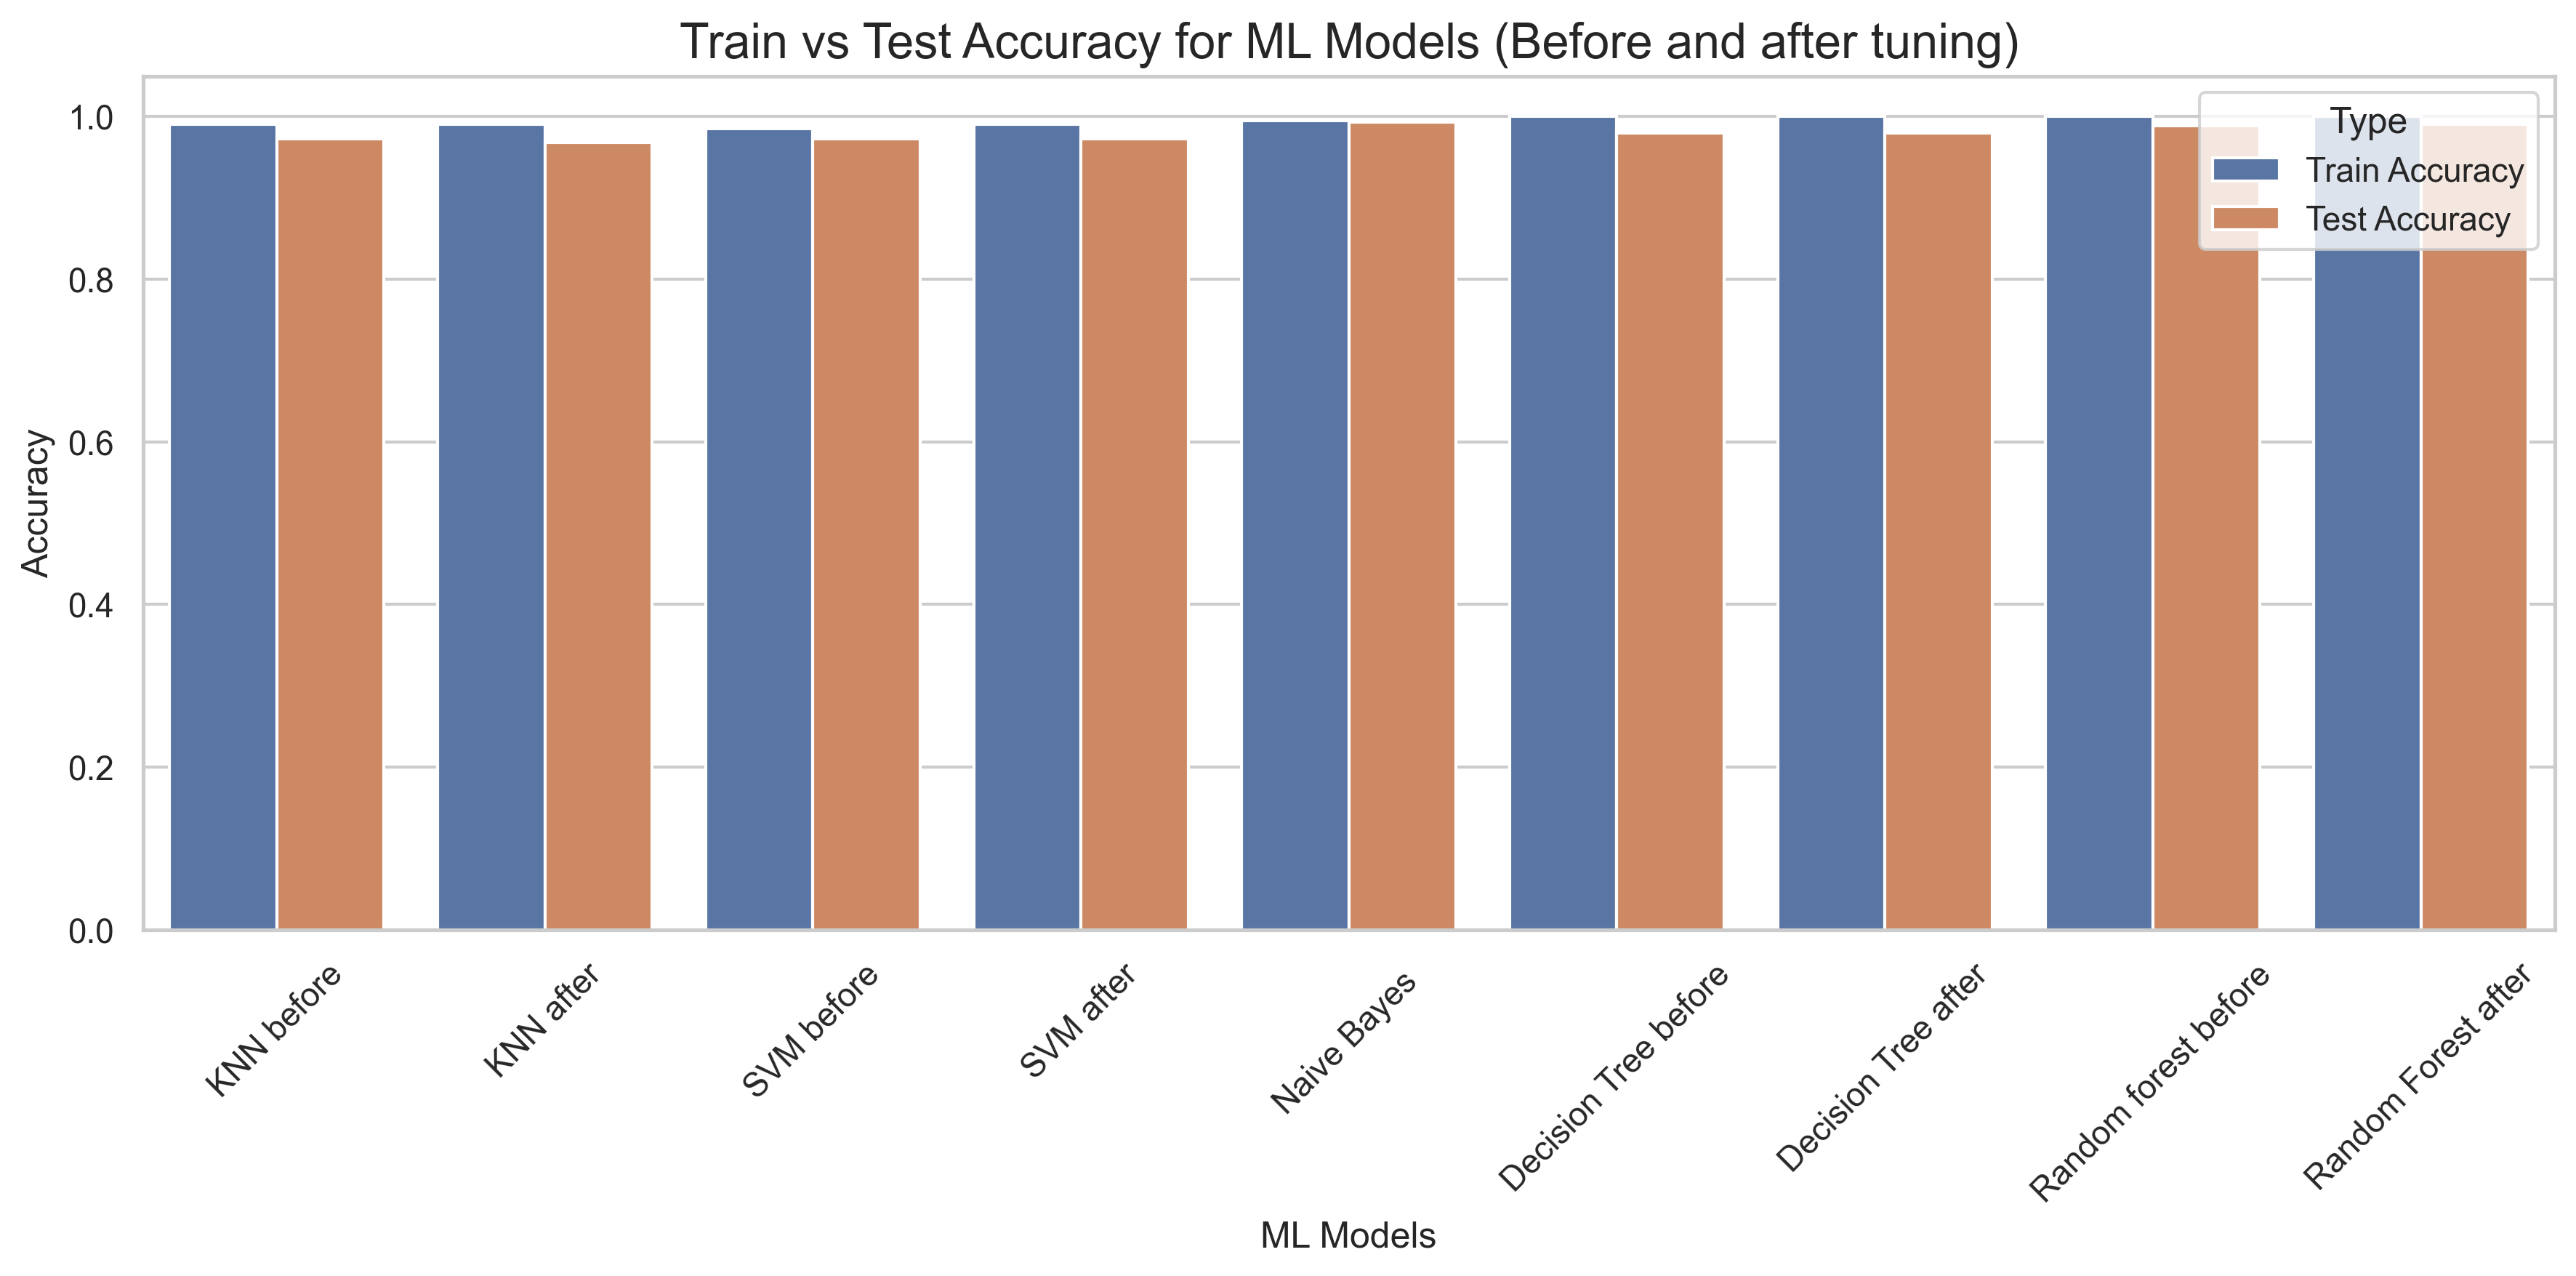 Train vs Test Accuracy for ML Models (Before and after tuning)
Type
Train Accuracy
Test Accuracy
Accuracy
1.0
0.8
0.6
0.4
0.2
0.0
KNN before
KNN after
SVM before
SVM after
Naive Bayes
Decision Tree before
Decision Tree after
Random forest before
Random Forest after
ML Models